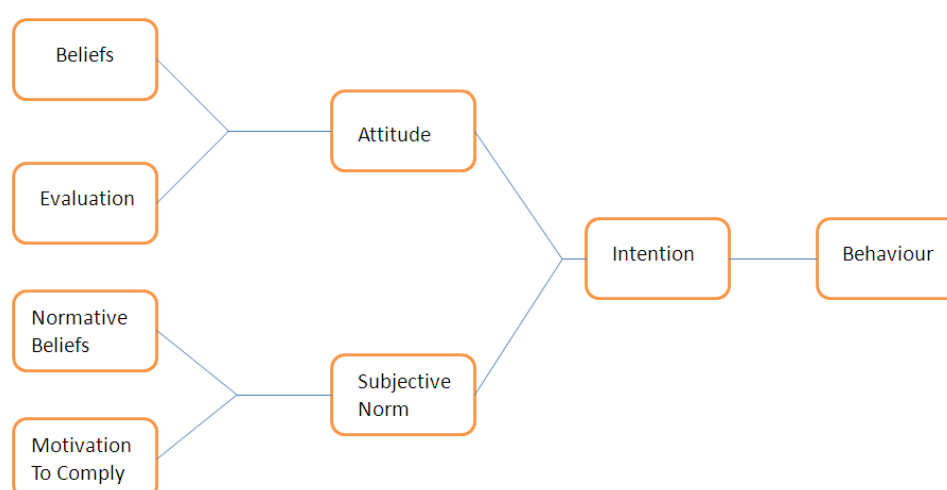 Beliefs
Evaluation
Normative
Beliefs
Motivation
To Comply
Attitude
Subjective
Norm
Intention
Behaviour